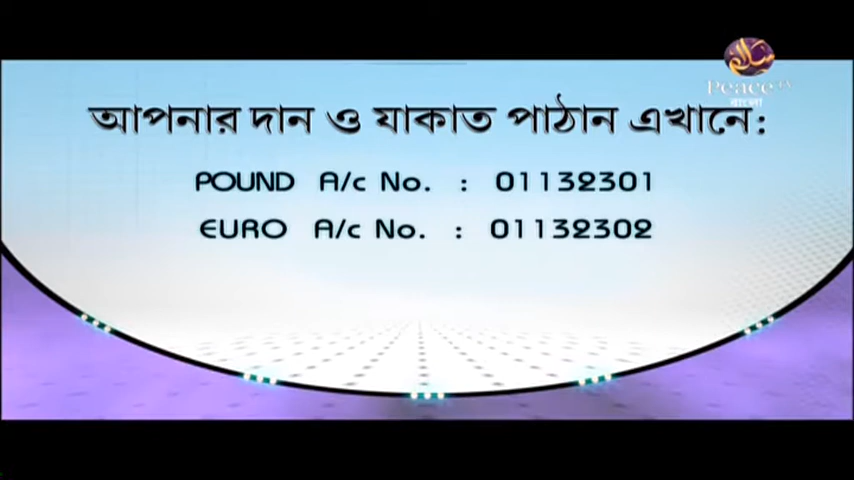 Peace TV
বাংলা
আপনার দান ও যাকাত পাঠান এখানে:
POUND A/c No. : 01132301
EURO A/c No. : 01132302